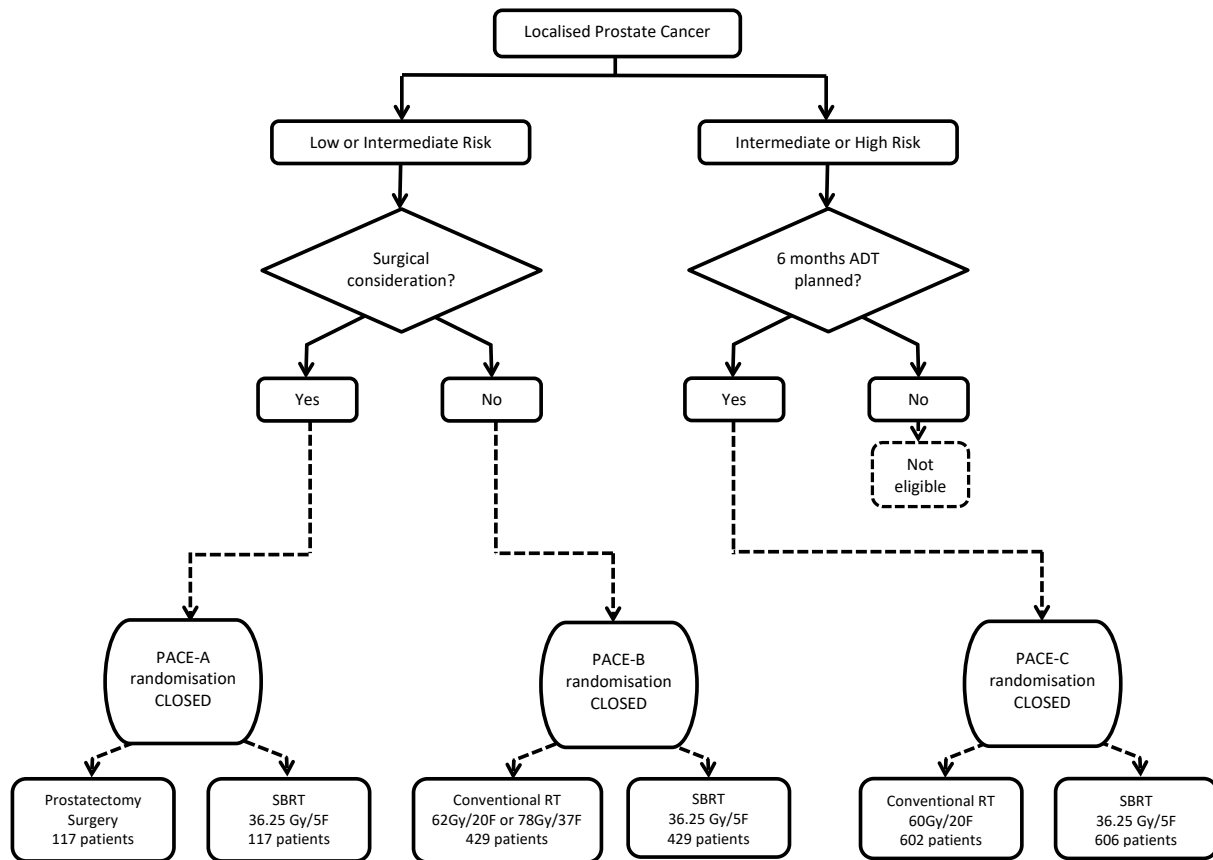 Localised Prostate Cancer
Low or Intermediate Risk
Intermediate or High Risk
Surgical
consideration?
6 months ADT
planned?
Yes
No
Yes
No
Not
eligible
PACE-A
randomisation
CLOSED
PACE-B
randomisation
CLOSED
PACE-C
randomisation
CLOSED
Prostatectomy
Surgery
117 patients
SBRT
36.25 Gy/5F
117 patients
Conventional RT
62Gy/20F or 78Gy/37F
429 patients
SBRT
36.25 Gy/5F
429 patients
Conventional RT
60Gy/20F
602 patients
SBRT
36.25 Gy/5F
606 patients